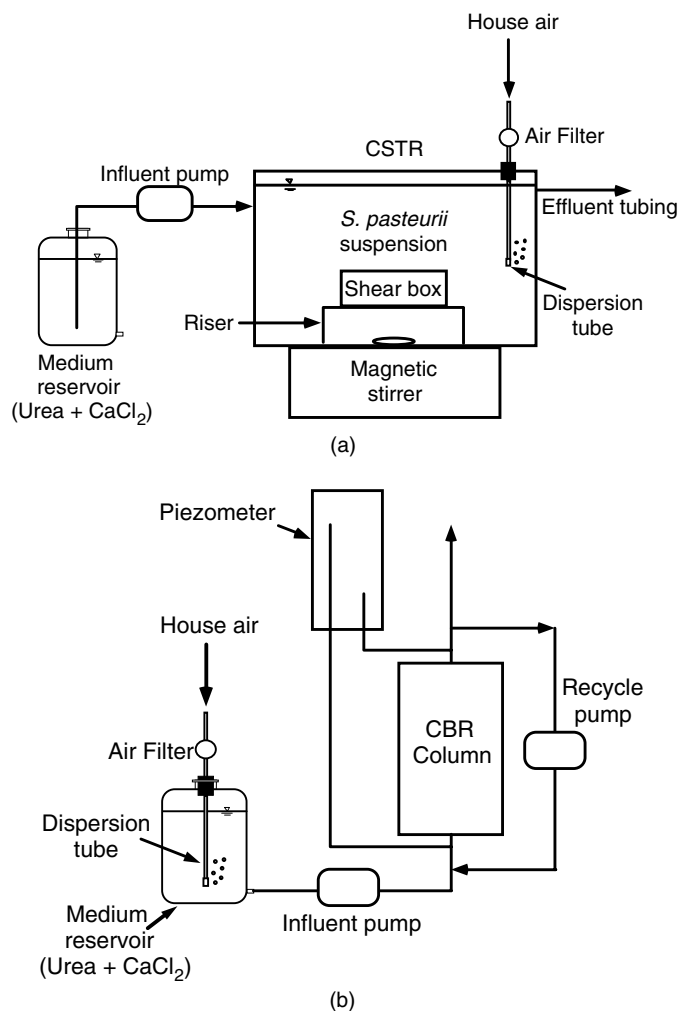 House air
Air Filter
CSTR
Influent pump
Effluent tubing
S. pasteurii
suspension
Shear box
Dispersion
tube
Riser
Medium
reservoir
(Urea + CaCl₂)
Magnetic
stirrer
(a)
Piezometer
House air
Recycle
pump
CBR
Column
Air Filter
Dispersion
tube
Medium
reservoir
(Urea + CaCl₂)
Influent pump
(b)